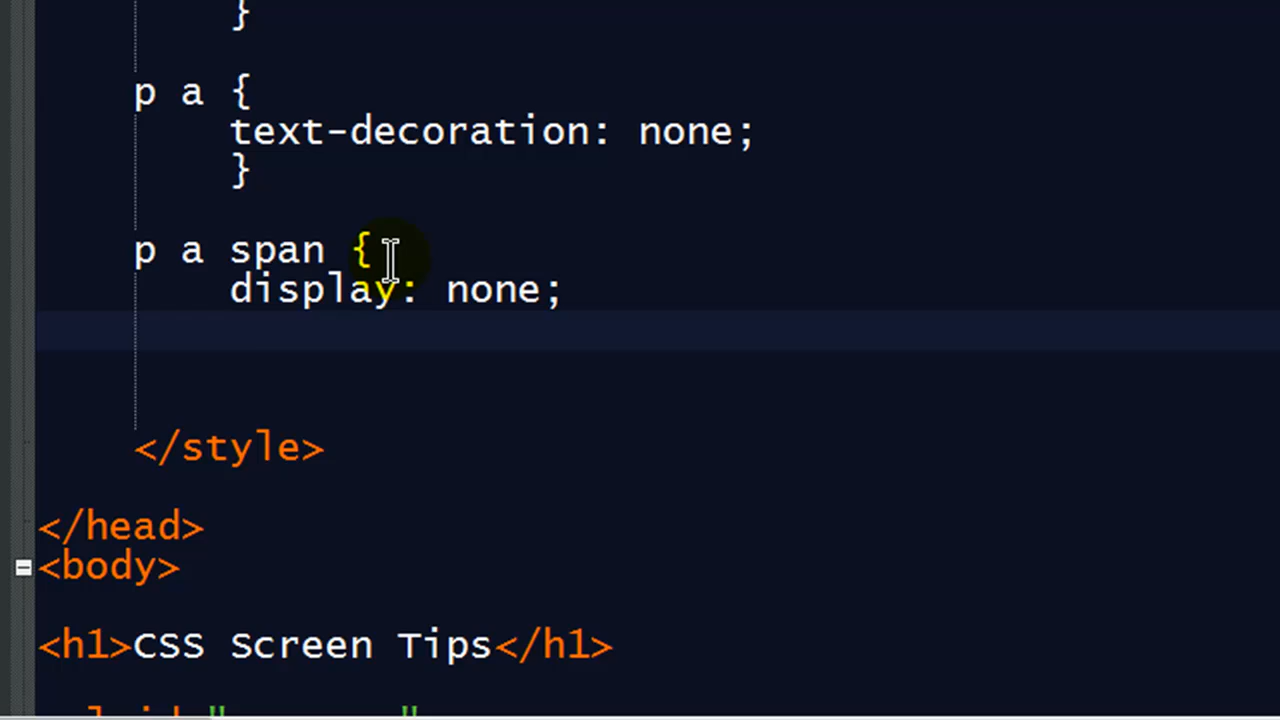 }
p a {
text-decoration: none;
}
p a span {
display: none;
</style>
</head>
<body>
<h1>CSS Screen Tips</h1>